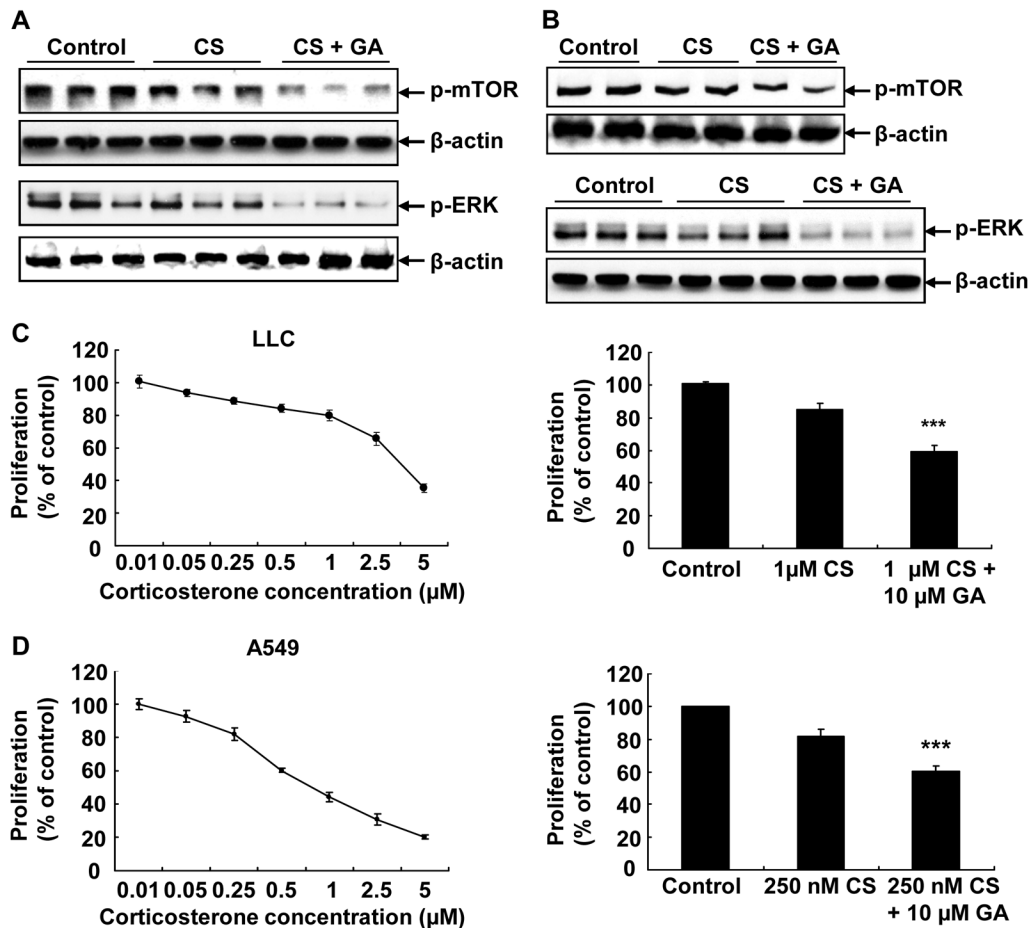 A
Control CS CS + GA
p-mTOR
β-actin
p-ERK
β-actin
B
Control CS CS + GA
p-mTOR
β-actin
Control CS CS + GA
p-ERK
β-actin
C
LLC
Proliferation
(% of control)
120
100
80
60
40
20
0
0.01 0.05 0.25 0.5 1 2.5 5
Corticosterone concentration (µM)
Proliferation
(% of control)
120
100
80
60
40
20
0
***
Control 1µM CS 1 µM CS +
10 µM GA
D
A549
Proliferation
(% of control)
120
100
80
60
40
20
0
0.01 0.05 0.25 0.5 1 2.5 5
Corticosterone concentration (µM)
Proliferation
(% of control)
120
100
80
60
40
20
0
***
Control 250 nM CS 250 nM CS
+ 10 µM GA